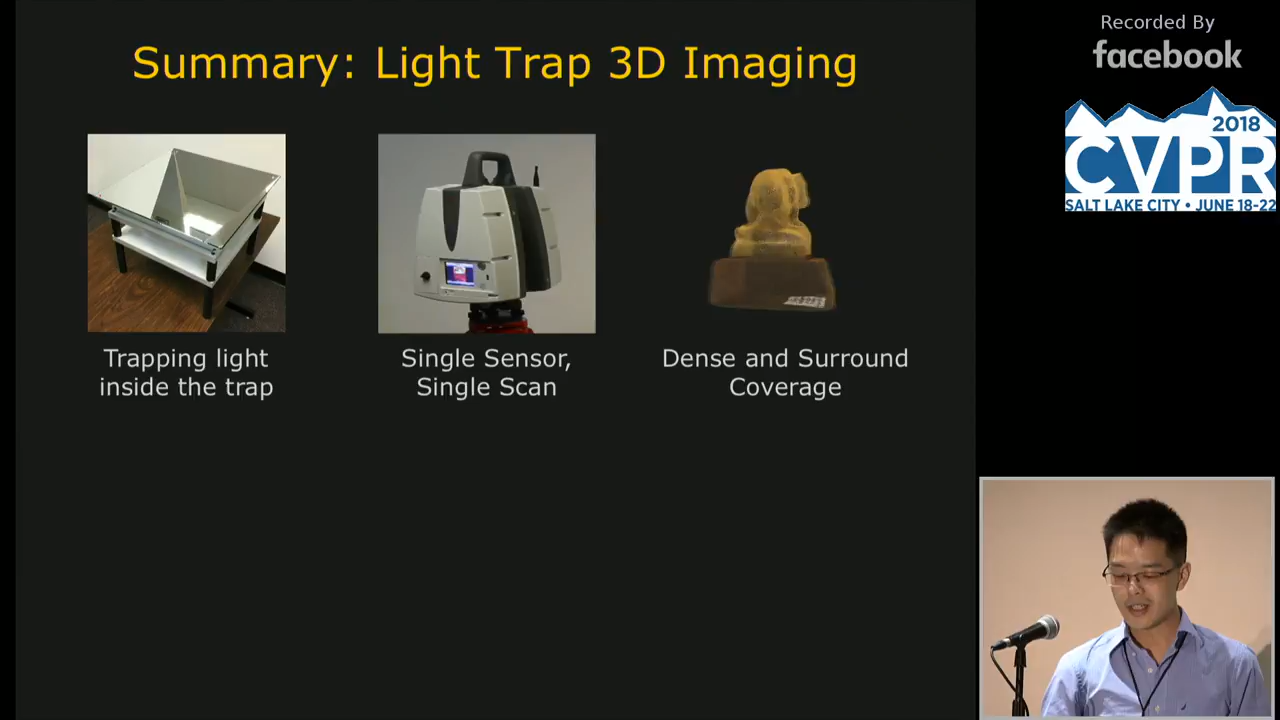 Summary: Light Trap 3D Imaging
Trapping light
inside the trap
Single Sensor,
Single Scan
Dense and Surround
Coverage
Recorded By
facebook
2018
CVPR
SALT LAKE CITY • JUNE 18-22